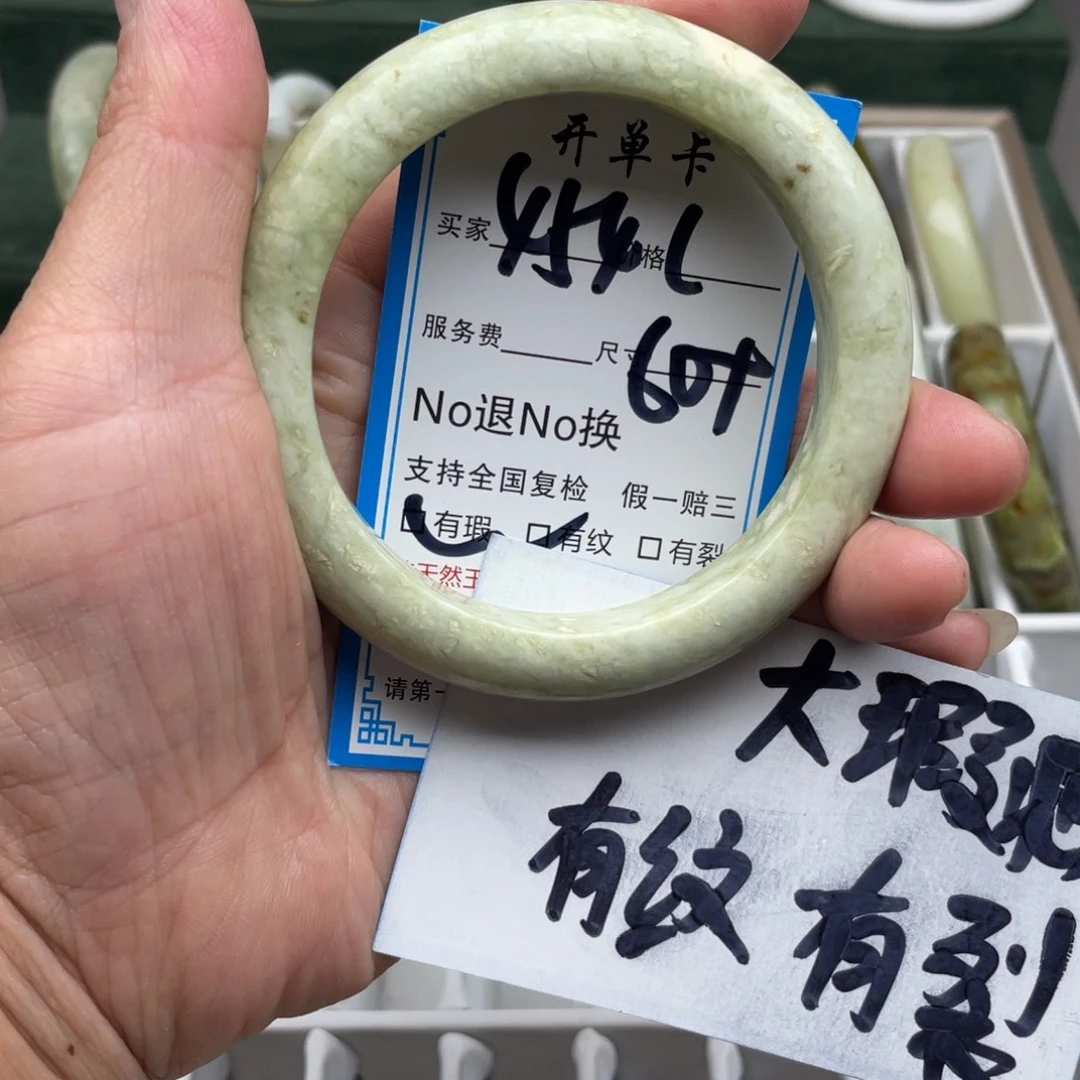 开单卡
买家 454L 价格
服务费 尺寸 60+
No退No换
支持全国复检 假一赔三
☐有瑕 ☐有纹 ☐有裂
天然玉
请第一
大瑕疵
有纹 有裂